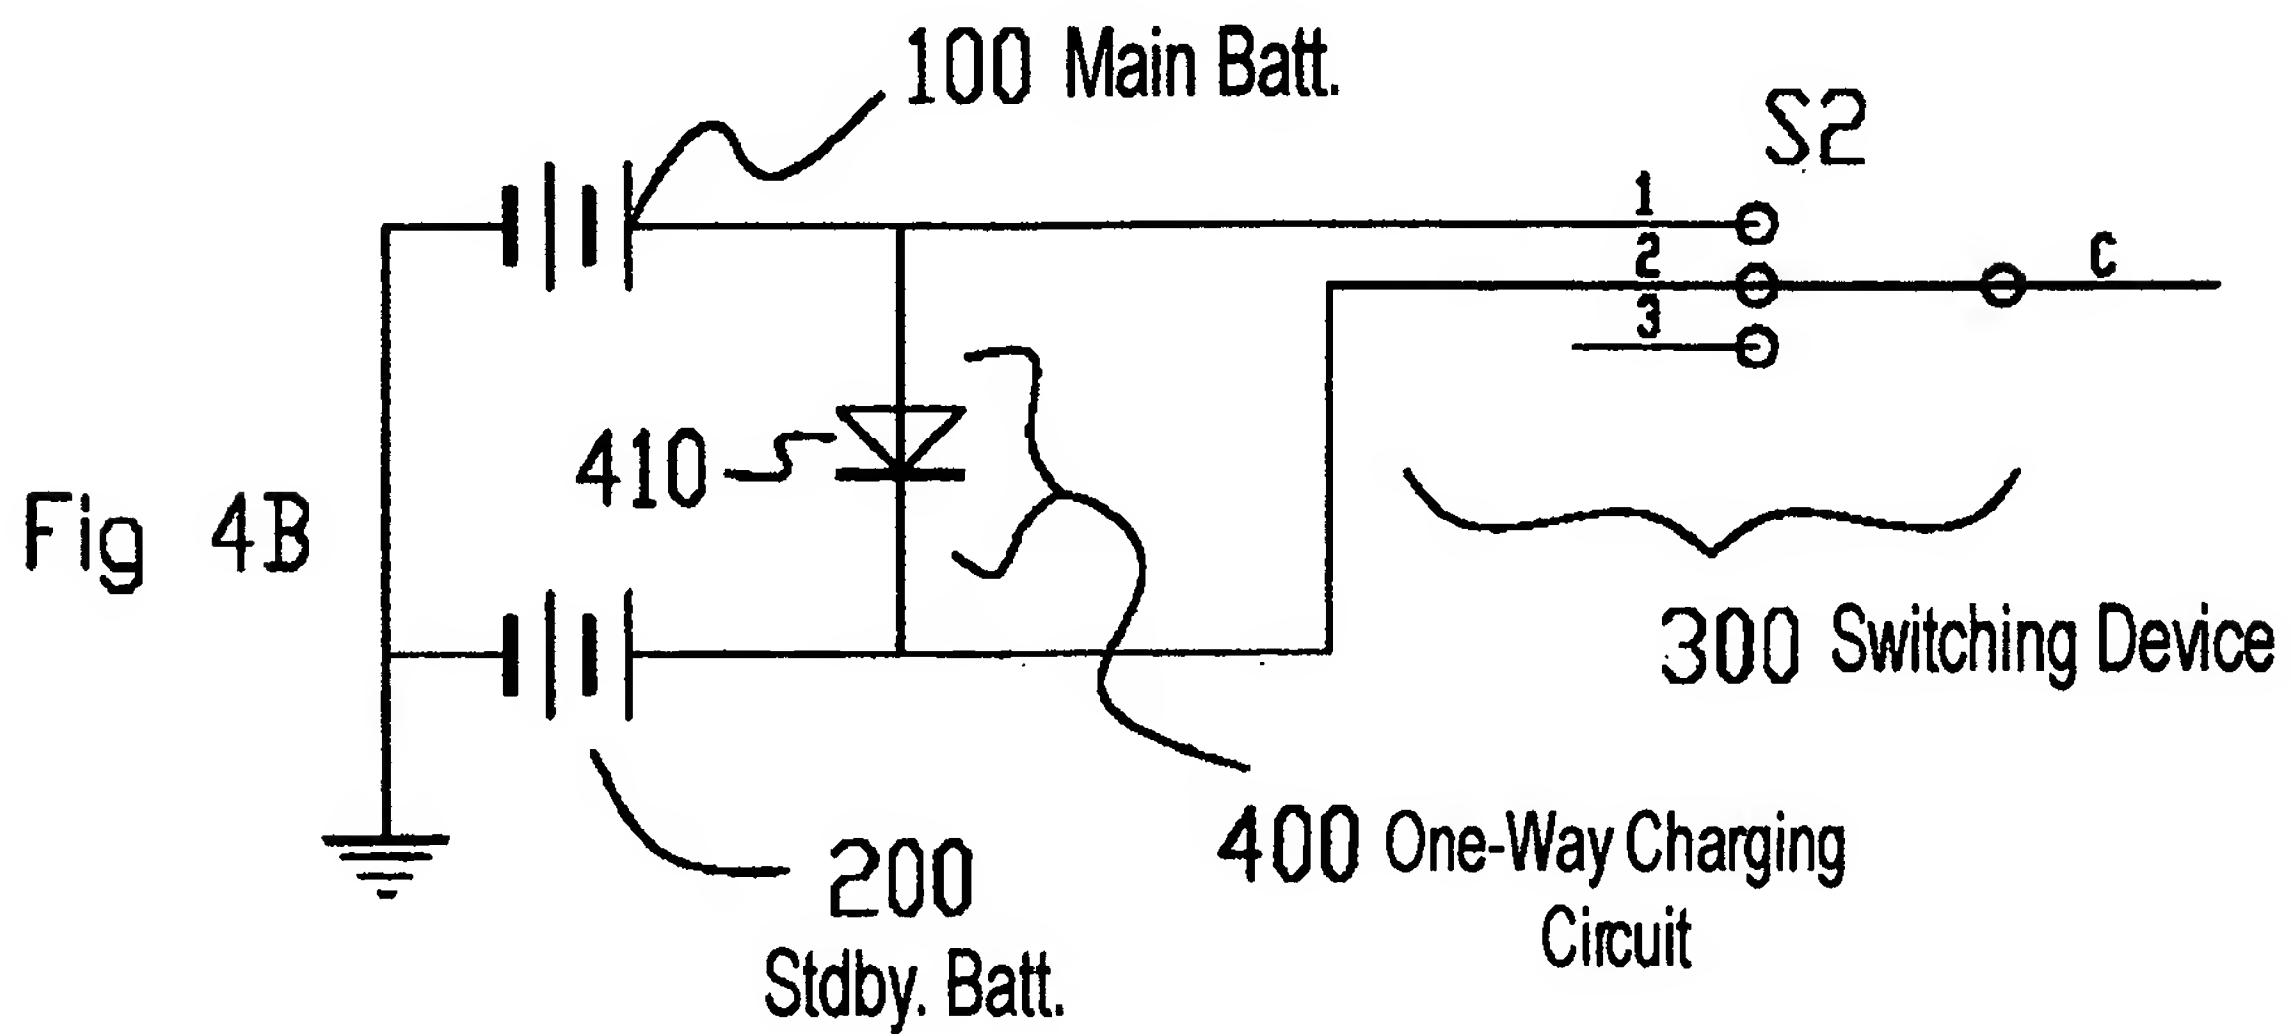 100 Main Batt.
S2
1
2
C
3
410
Fig 4B
300 Switching Device
400 One-Way Charging
Circuit
200
Stdby. Batt.